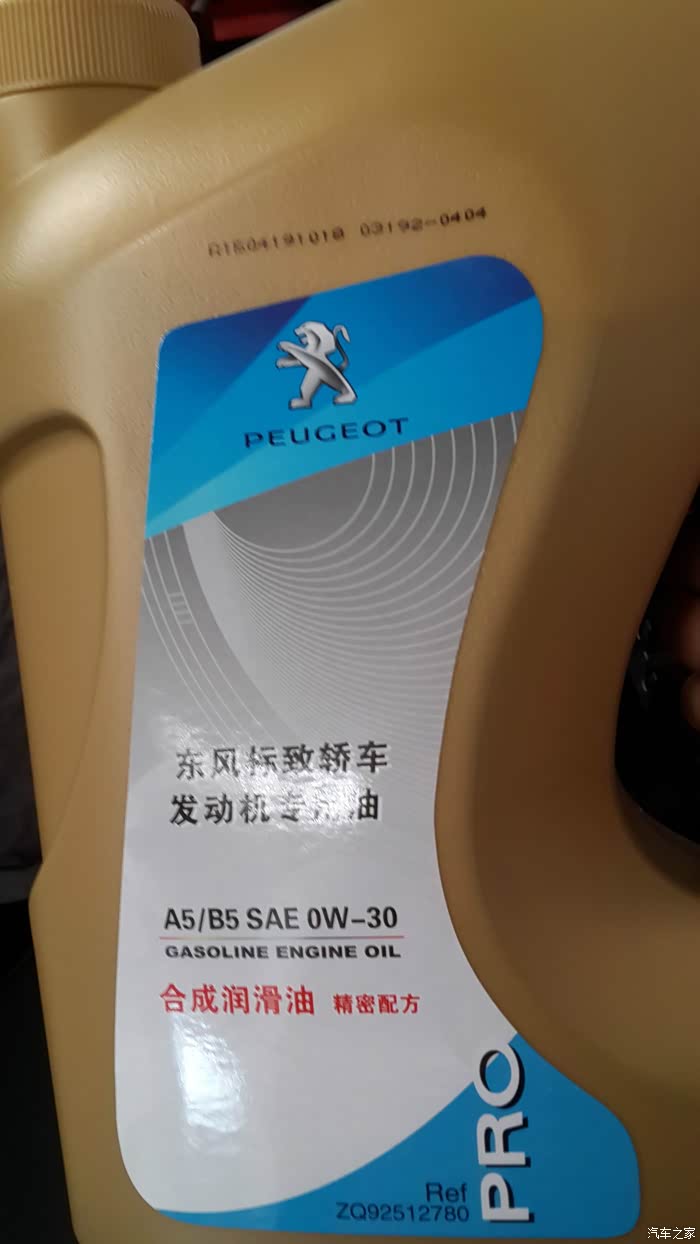 R1604191018 03192-0404
PEUGEOT
东风标致轿车
发动机专用油
A5/B5 SAE 0W-30
GASOLINE ENGINE OIL
合成润滑油 精密配方
PRO
Ref
ZQ92512780
汽车之家